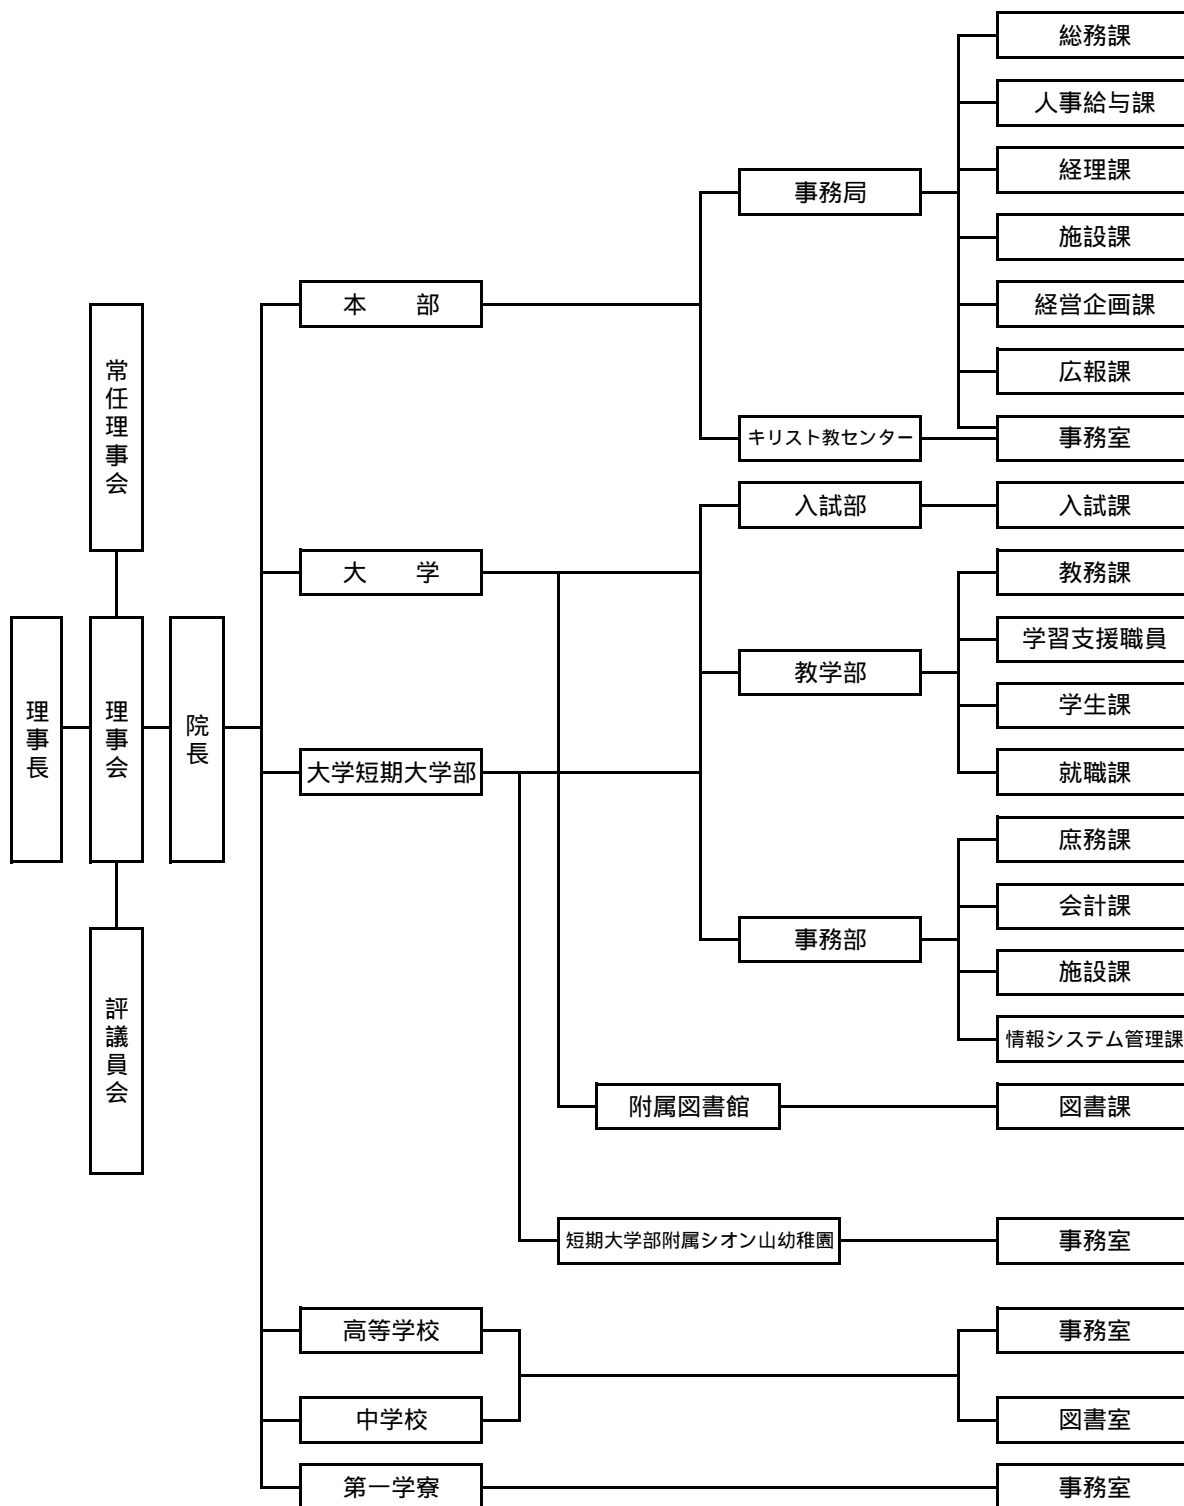 総務課
人事給与課
経理課
事務局
施設課
本　　部
経営企画課
常任理事会
広報課
キリスト教センター
事務室
入試部
入試課
大　　学
教務課
学習支援職員
教学部
学生課
理事長
理事会
院長
大学短期大学部
就職課
庶務課
会計課
事務部
施設課
評議員会
情報システム管理課
附属図書館
図書課
短期大学部附属シオン山幼稚園
事務室
高等学校
事務室
中学校
図書室
第一学寮
事務室